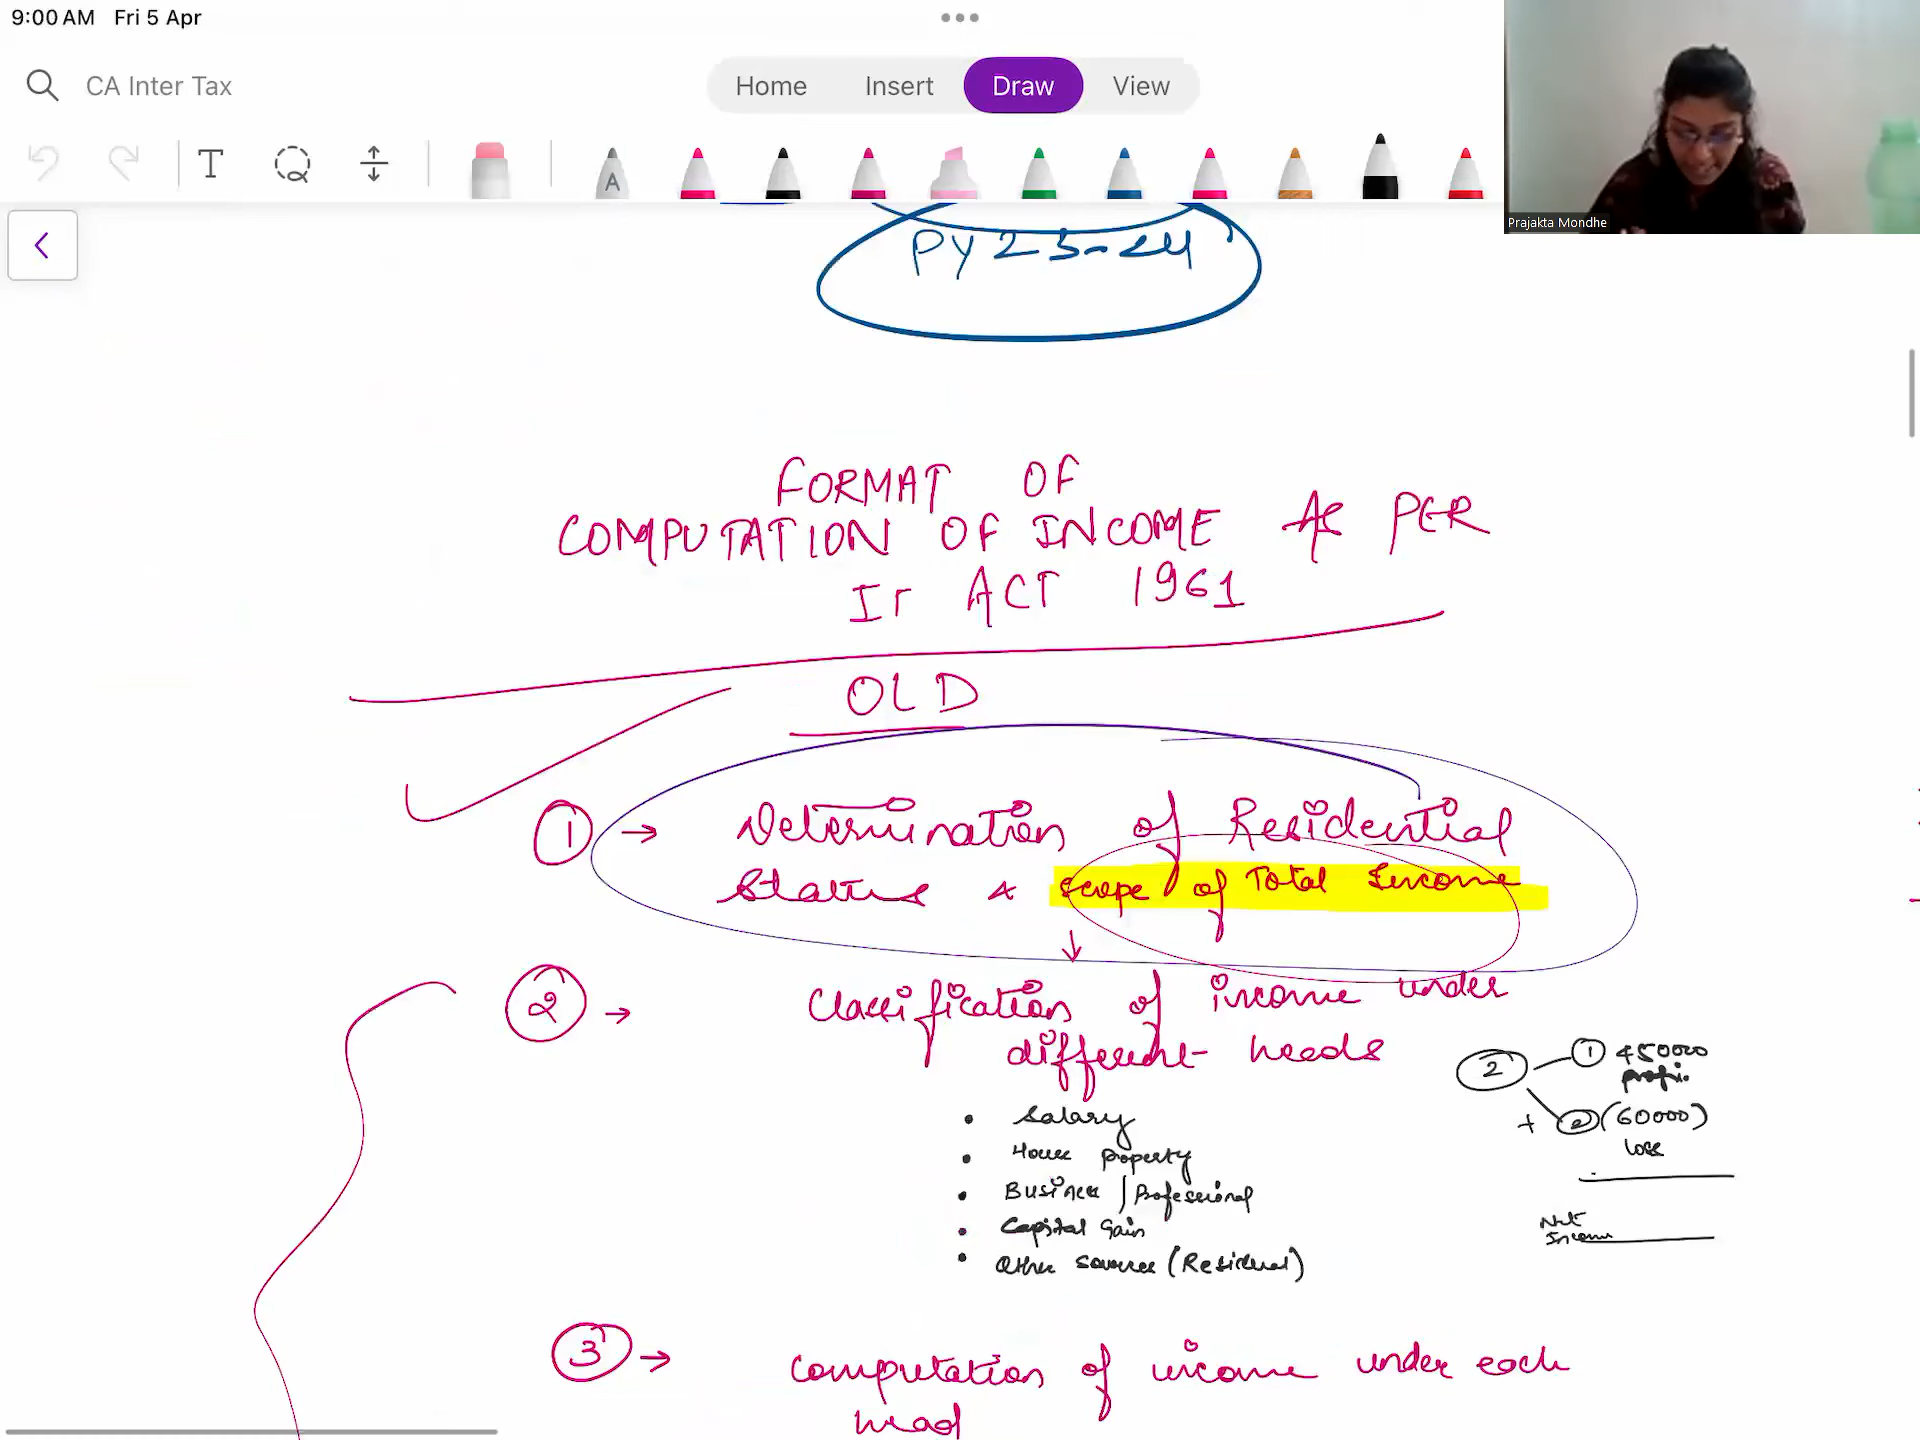 9:00 AM Fri 5 Apr
CA Inter Tax
Home Insert Draw View
A
Prajakta Mondhe
PY 23-24
FORMAT OF
COMPUTATION OF INCOME AS PER
IT ACT 1961
OLD
1 → Determination of Residential
Status & Scope of Total Income
↓
2 → Classification of income under
different heads
• Salary
• House property
• Business / Professional
• Capital Gain
• Other sources (Residual)
2 1 450000
profi.
+ 2 (60000)
loss
Net
Income
3 → computation of income under each
head